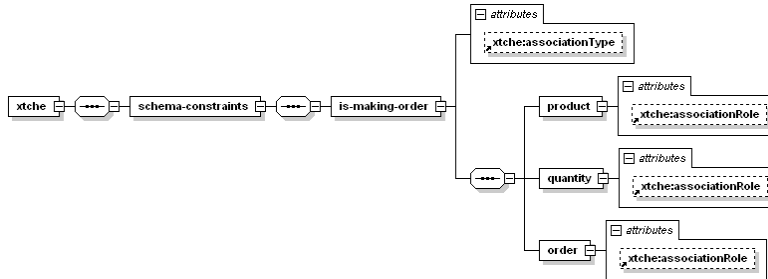 attributes
xtche:associationType
xtche
schema-constraints
is-making-order
attributes
product
xtche:associationRole
attributes
quantity
xtche:associationRole
attributes
order
xtche:associationRole